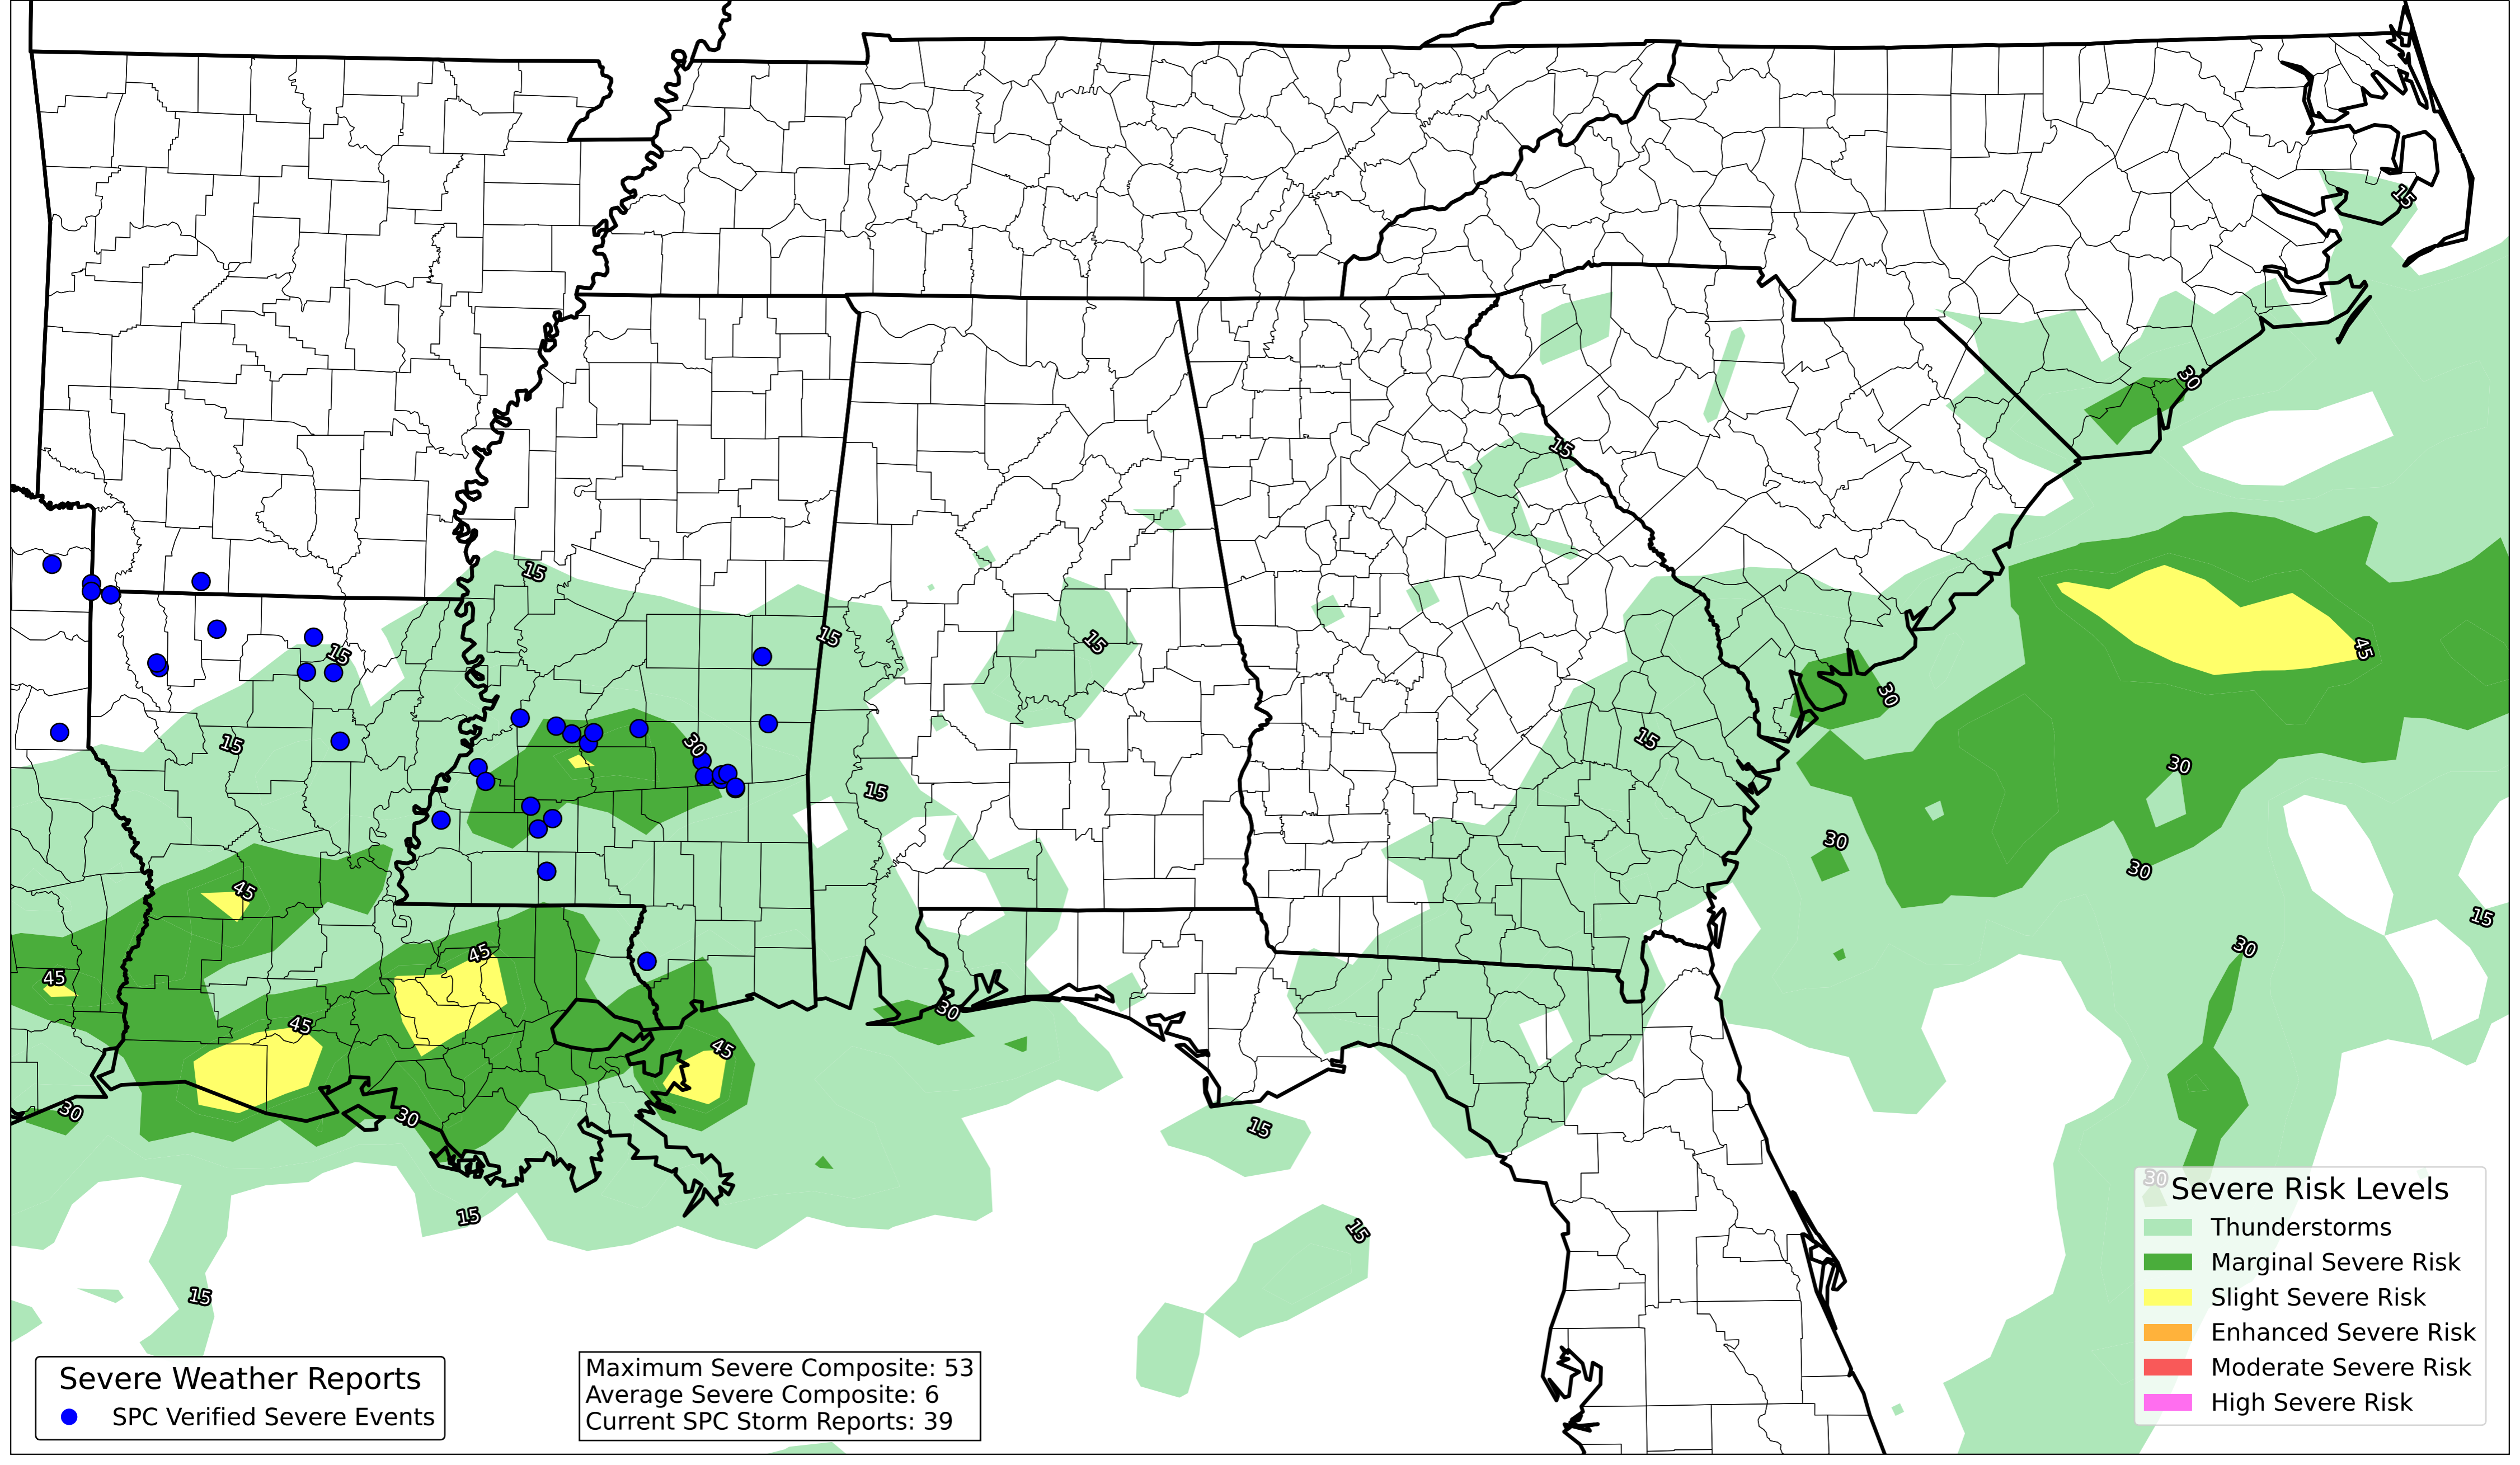 15
30
15
15
15
15
15
45
30
15
15
30
30
15
30
30
45
15
45
30
45
30
45
45
30
30
15
15
15
15
30
Severe Risk Levels
Thunderstorms
Marginal Severe Risk
Slight Severe Risk
Enhanced Severe Risk
Moderate Severe Risk
High Severe Risk
Severe Weather Reports
SPC Verified Severe Events
Maximum Severe Composite: 53
Average Severe Composite: 6
Current SPC Storm Reports: 39